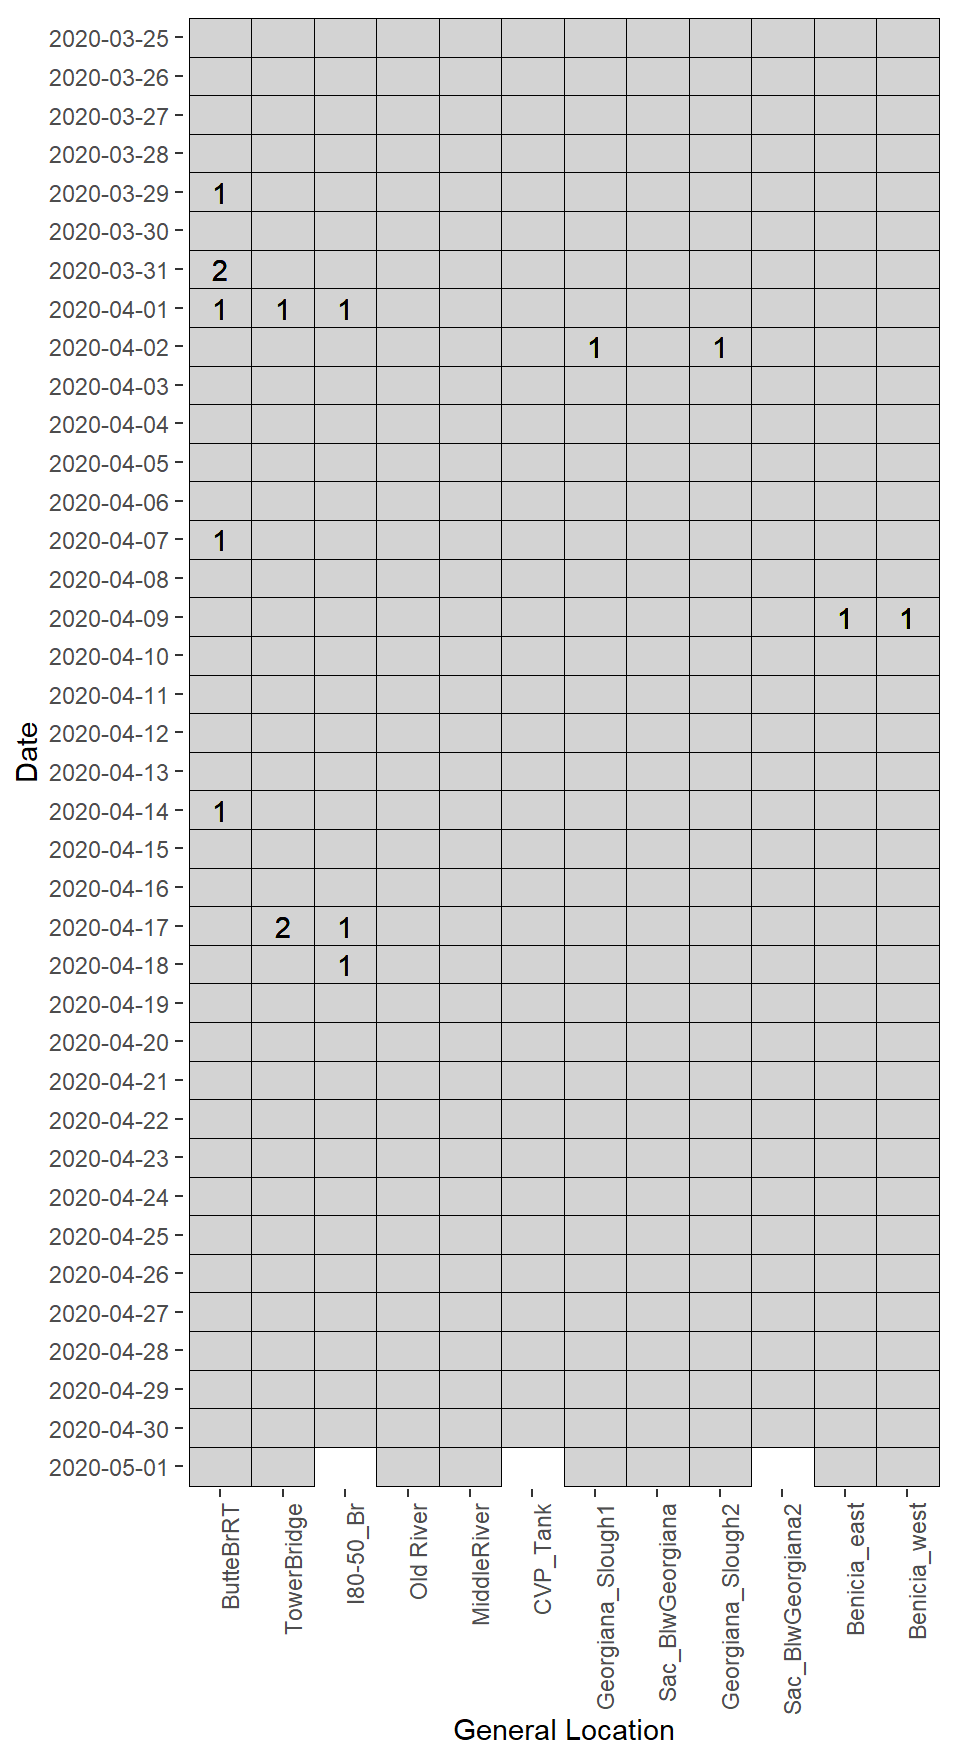 2020-03-25
2020-03-26
2020-03-27
2020-03-28
2020-03-29 1
2020-03-30
2020-03-31 2
2020-04-01 1 1 1
2020-04-02 1 1
2020-04-03
2020-04-04
2020-04-05
2020-04-06
2020-04-07 1
2020-04-08
2020-04-09 1 1
2020-04-10
2020-04-11
2020-04-12
2020-04-13
2020-04-14 1
2020-04-15
2020-04-16
2020-04-17 2 1
2020-04-18 1
2020-04-19
2020-04-20
2020-04-21
2020-04-22
2020-04-23
2020-04-24
2020-04-25
2020-04-26
2020-04-27
2020-04-28
2020-04-29
2020-04-30
2020-05-01
Date
ButteBrRT
TowerBridge
I80-50_Br
Old River
MiddleRiver
CVP_Tank
Georgiana_Slough1
Sac_BlwGeorgiana
Georgiana_Slough2
Sac_BlwGeorgiana2
Benicia_east
Benicia_west
General Location